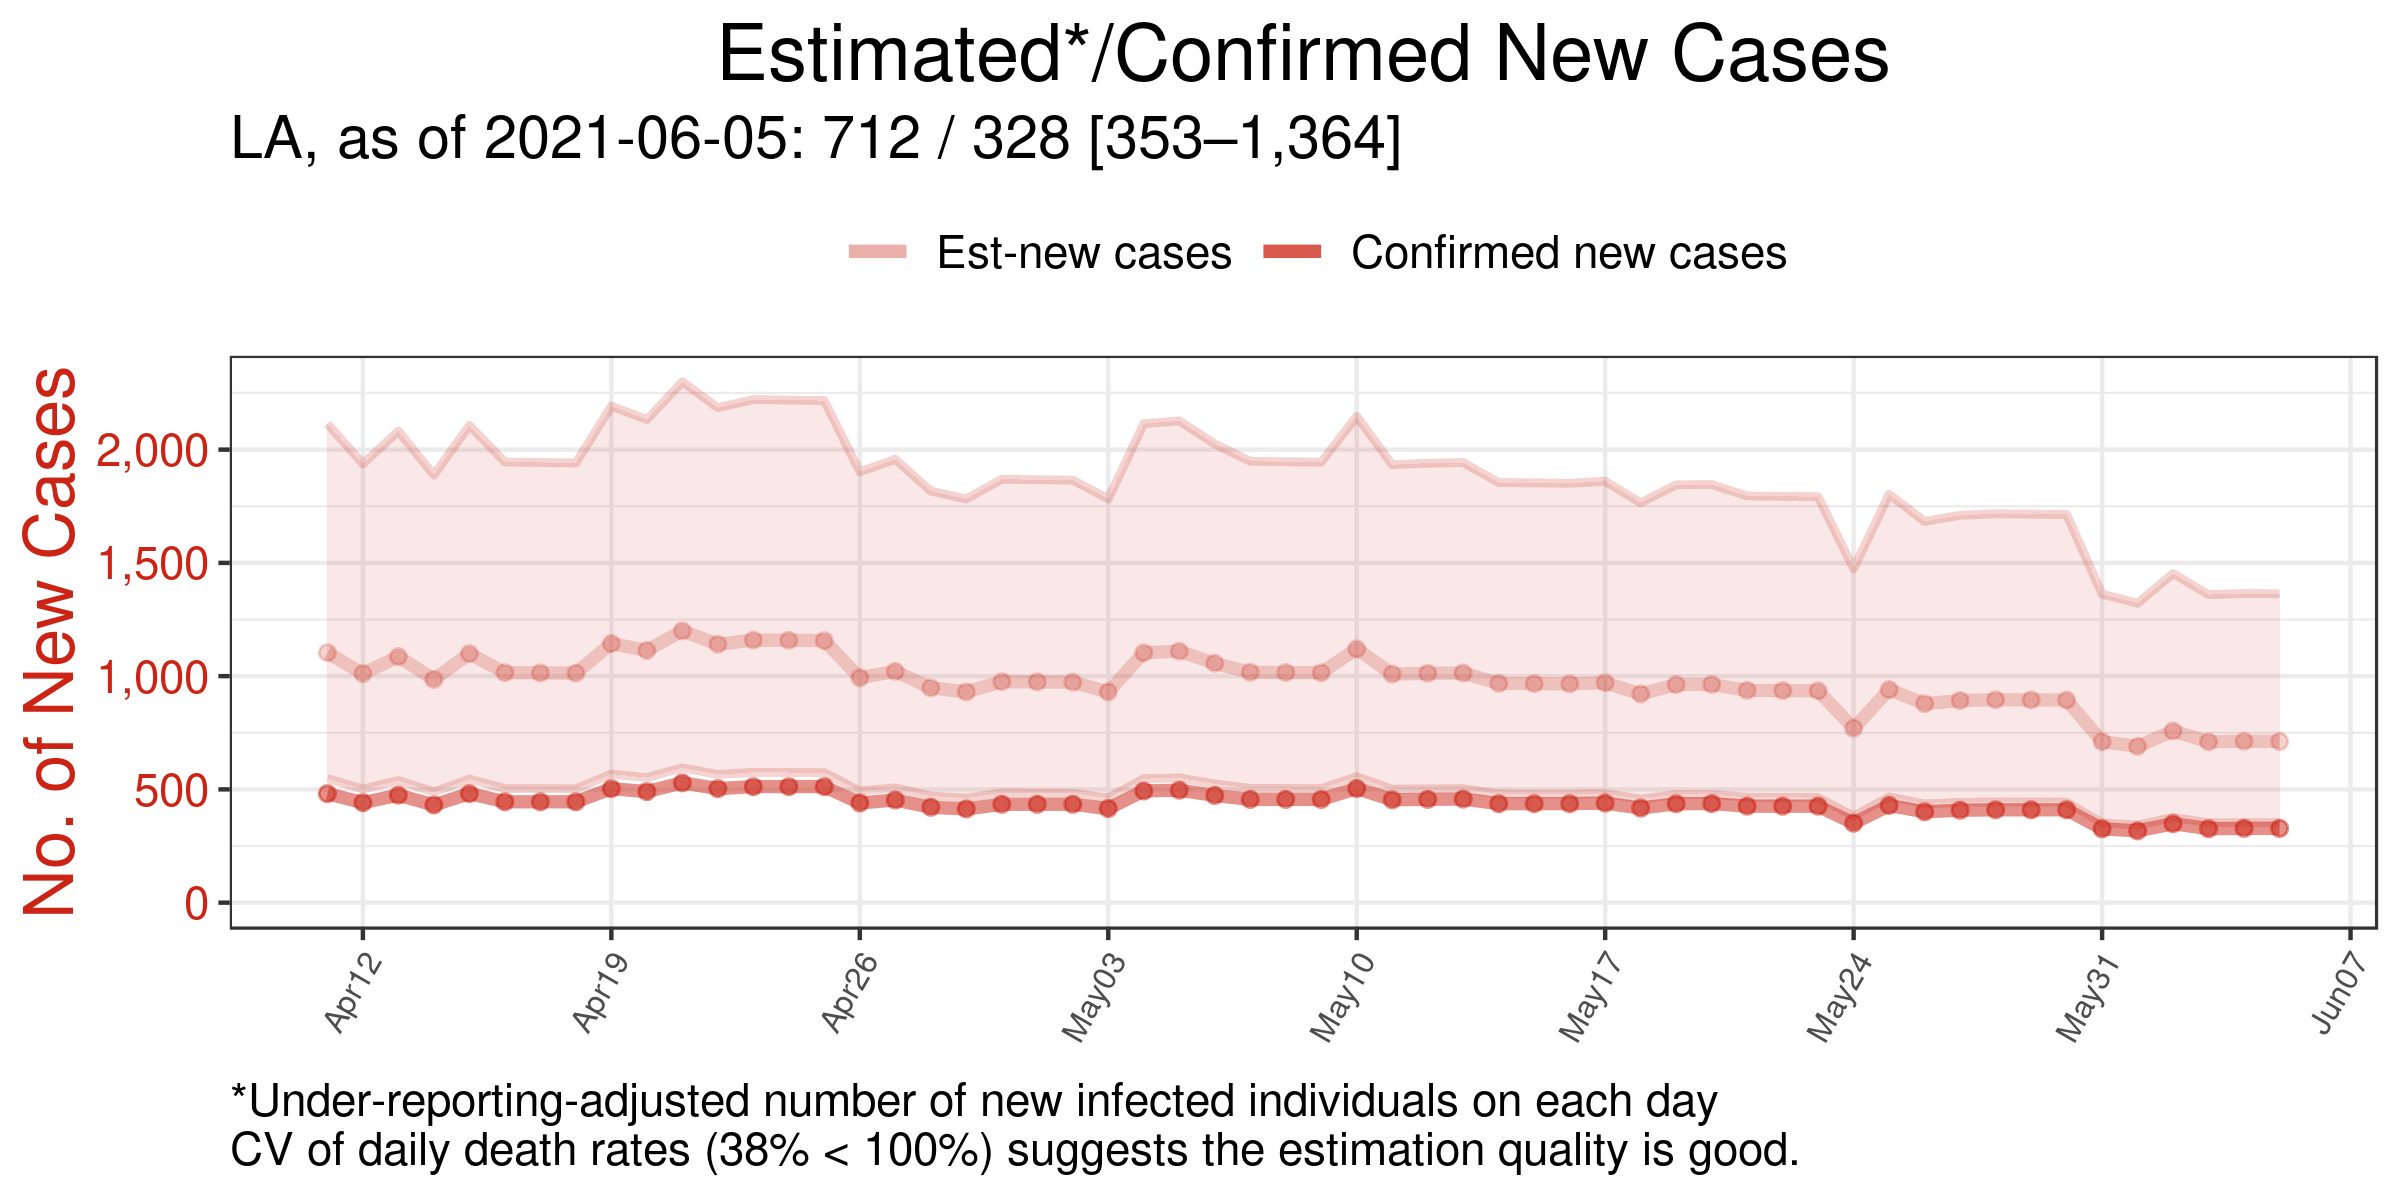 Estimated*/Confirmed New Cases
LA, as of 2021-06-05: 712 / 328 [353–1,364]
Est-new cases
Confirmed new cases
No. of New Cases
2,000
1,500
1,000
500
0
Apr12
Apr19
Apr26
May03
May10
May17
May24
May31
Jun07
*Under-reporting-adjusted number of new infected individuals on each day
CV of daily death rates (38% < 100%) suggests the estimation quality is good.